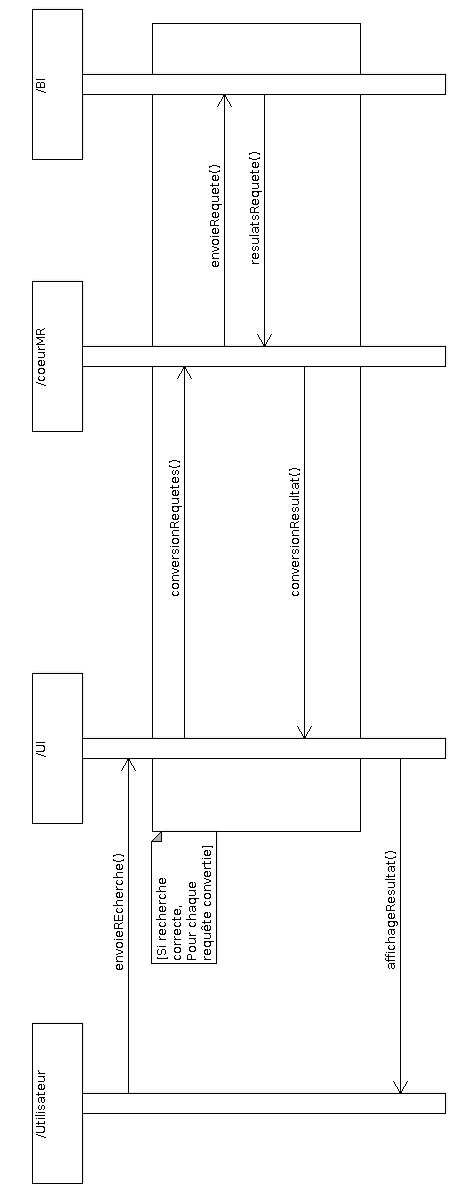 /Utilisateur
/UI
/coeurMR
/BI
envoieREcherche()
[Si recherche
correcte,
Pour chaque
requête convertie]
conversionRequetes()
envoieRequete()
resulatsRequete()
conversionResultat()
affichageResultat()